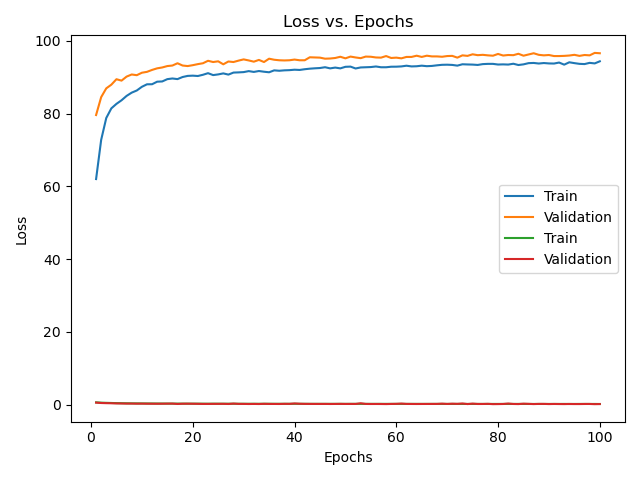 Loss vs. Epochs
100
80
60
40
20
0
Loss
Train
Validation
Train
Validation
0 20 40 60 80 100
Epochs